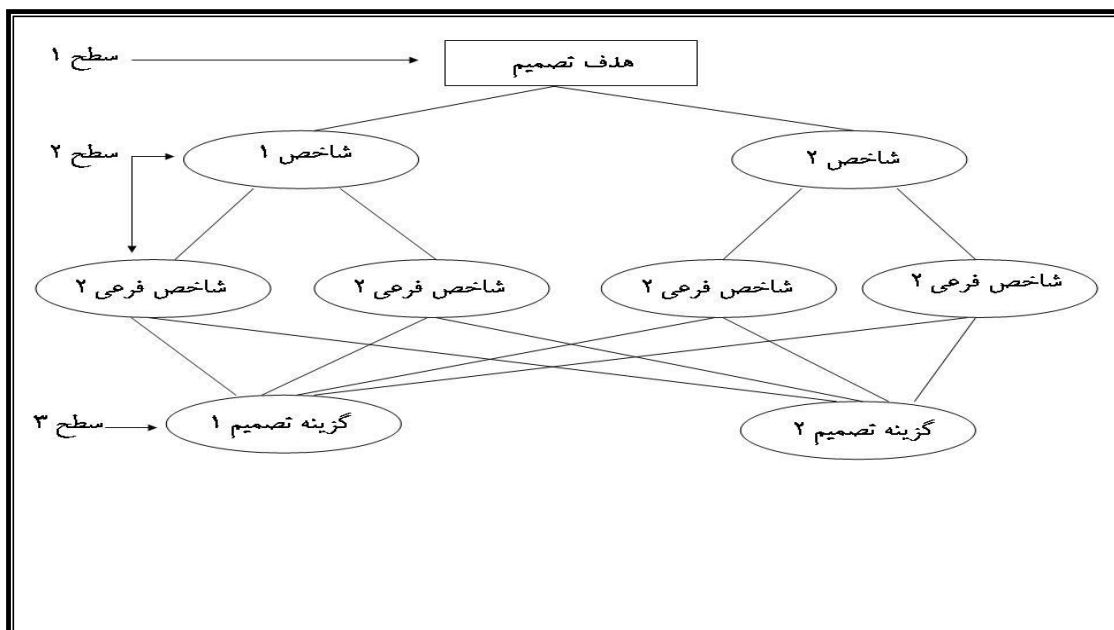 سطح ۱
هدف تصمیم
سطح ۲
شاخص ۱
شاخص ۲
شاخص فرعی ۲
شاخص فرعی ۲
شاخص فرعی ۲
شاخص فرعی ۲
سطح ۳
گزینه تصمیم ۱
گزینه تصمیم ۲